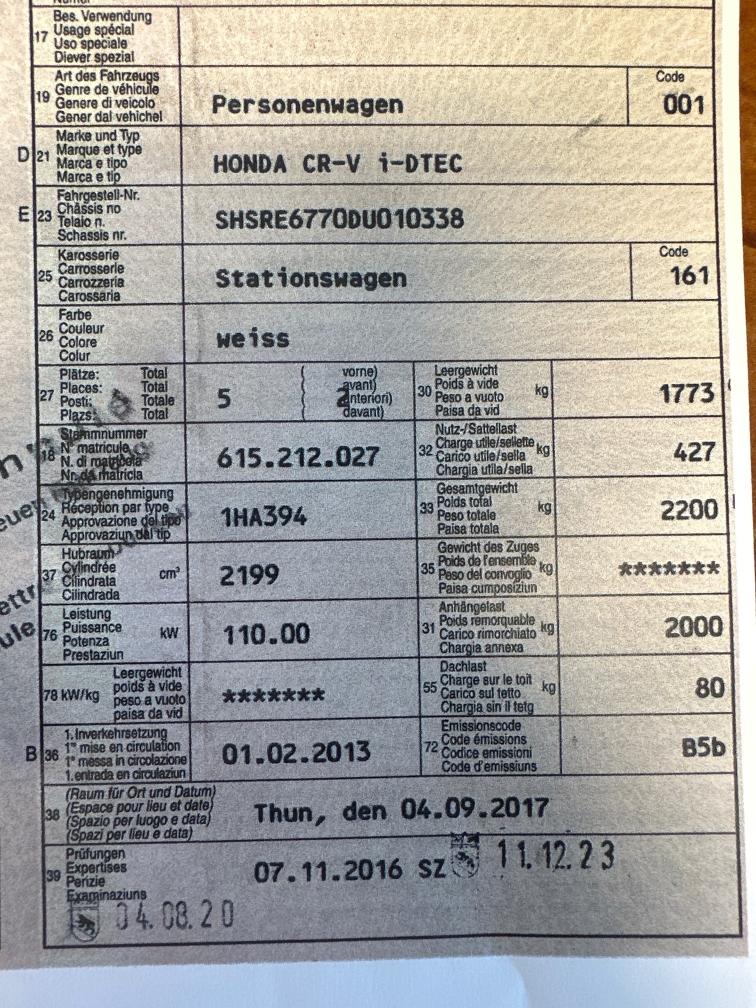 17 Bes. Verwendung
Usage spécial
Uso speciale
Diever spezial
19 Art des Fahrzeugs
Genre de véhicule
Genere di veicolo
Gener dal vehichel
Personenwagen
Code
001
D 21 Marke und Typ
Marque et type
Marca e tipo
Marca e tip
HONDA CR-V i-DTEC
E 23 Fahrgestell-Nr.
Châssis no
Telaio n.
Schassis nr.
SHSRE6770DU010338
25 Karosserie
Carrosserie
Carrozzeria
Carossaria
Stationswagen
Code
161
26 Farbe
Couleur
Colore
Colur
weiss
27 Plätze: Total
Places: Total
Posti: Totale
Plazs: Total
5
( vorne)
( avant)
( anteriori)
( davant)
2
30 Leergewicht
Poids à vide
Peso a vuoto
Paisa da vid
kg
1773
18 Stammnummer
N° matricule
N. di matricola
Nr. da matricla
615.212.027
32 Nutz-/Sattellast
Charge utile/sellette
Carico utile/sella
Chargia utila/sella
kg
427
24 Typengenehmigung
Réception par type
Approvazione del tipo
Approvaziun dal tip
1HA394
33 Gesamtgewicht
Poids total
Peso totale
Paisa totala
kg
2200
37 Hubraum
Cylindrée
Cilindrata
Cilindrada
cm³
2199
35 Gewicht des Zuges
Poids de l'ensemble
Peso del convoglio
Paisa cumposiziun
kg
*******
76 Leistung
Puissance
Potenza
Prestaziun
kW
110.00
31 Anhängelast
Poids remorquable
Carico rimorchiato
Chargia annexa
kg
2000
78 kW/kg
Leergewicht
poids à vide
peso a vuoto
paisa da vid
*******
55 Dachlast
Charge sur le toit
Carico sul tetto
Chargia sin il tetg
kg
80
B 36 1. Inverkehrsetzung
1re mise en circulation
1a messa in circolazione
1. entrada en circulaziun
01.02.2013
72 Emissionscode
Code émissions
Codice emissioni
Code d'emissiuns
B5b
38 (Raum für Ort und Datum)
(Espace pour lieu et date)
(Spazio per luogo e data)
(Spazi per lieu e data)
Thun, den 04.09.2017
39 Prüfungen
Expertises
Perizie
Examinaziuns
07.11.2016 SZ
11.12.23
04.08.20